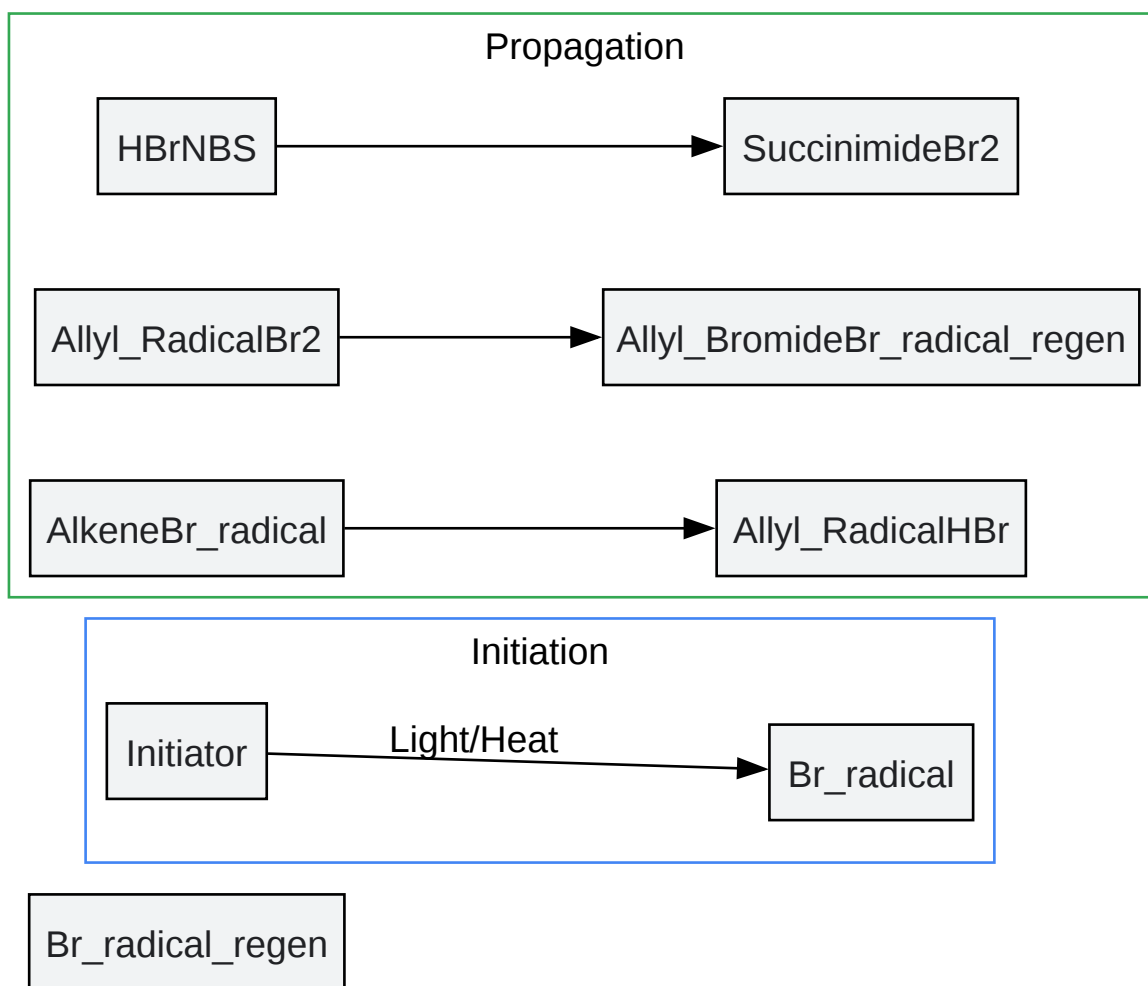 Propagation
HBrNBS
SuccinimideBr2
Allyl_RadicalBr2
Allyl_BromideBr_radical_regen
AlkeneBr_radical
Allyl_RadicalHBr
Initiation
Initiator
Light/Heat
Br_radical
Br_radical_regen